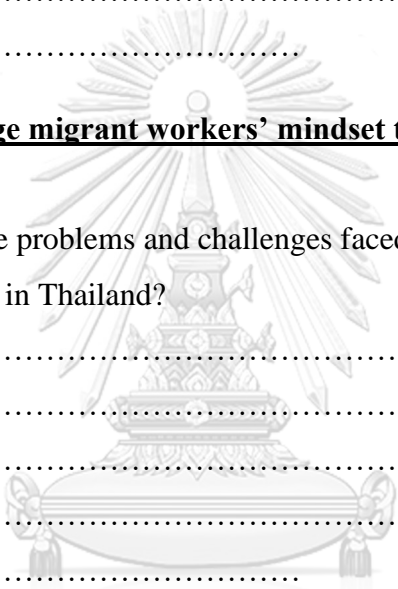 ……………………………………
………………………….
ge migrant workers’ mindset t
e problems and challenges faced
in Thailand?
……………………………………
……………………………………
……………………………………
……………………………………
………………………….